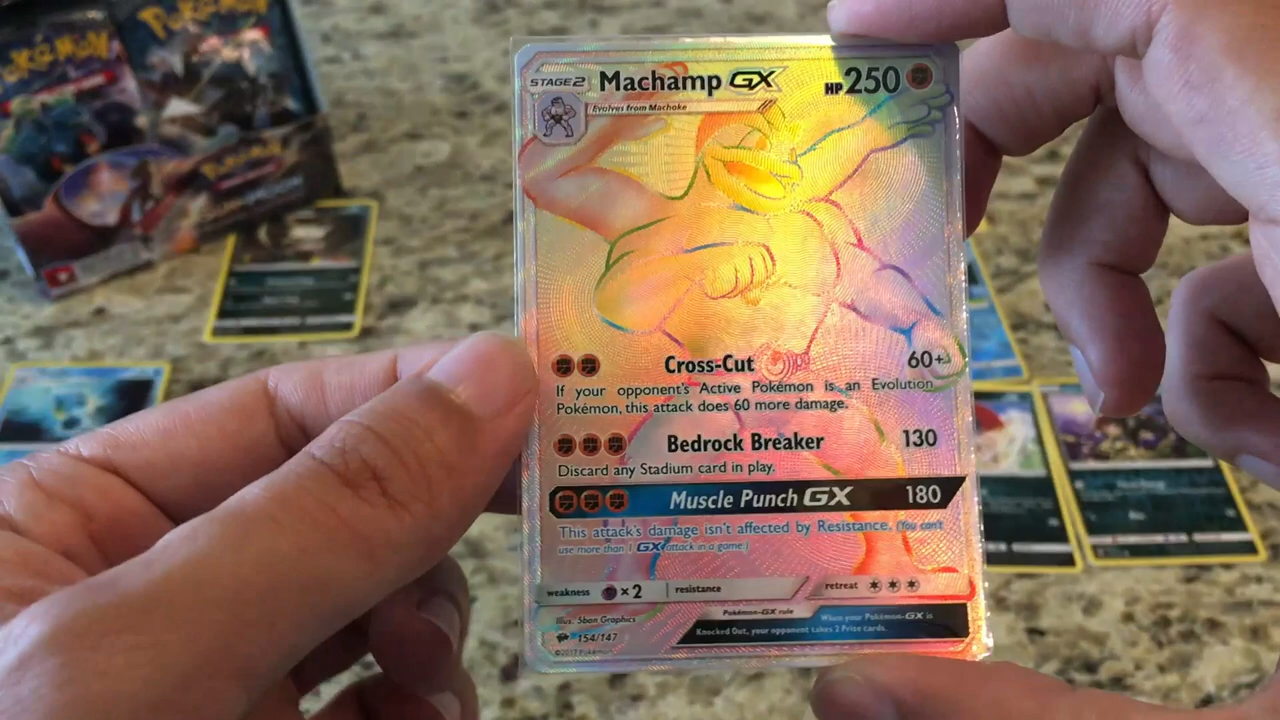 Pokémon
Pokémon
Pokémon
STAGE 2 Machamp GX HP 250
Evolves from Machoke
Cross-Cut 60+
If your opponent's Active Pokémon is an Evolution
Pokémon, this attack does 60 more damage.
Bedrock Breaker 130
Discard any Stadium card in play.
Muscle Punch GX 180
This attack's damage isn't affected by Resistance. (You can't
use more than 1 GX attack in a game.)
weakness ×2 resistance retreat
Illus. 5ban Graphics
Pokémon-GX rule
When your Pokémon-GX is
Knocked Out, your opponent takes 2 Prize cards.
154/147
©2017 Pokémon